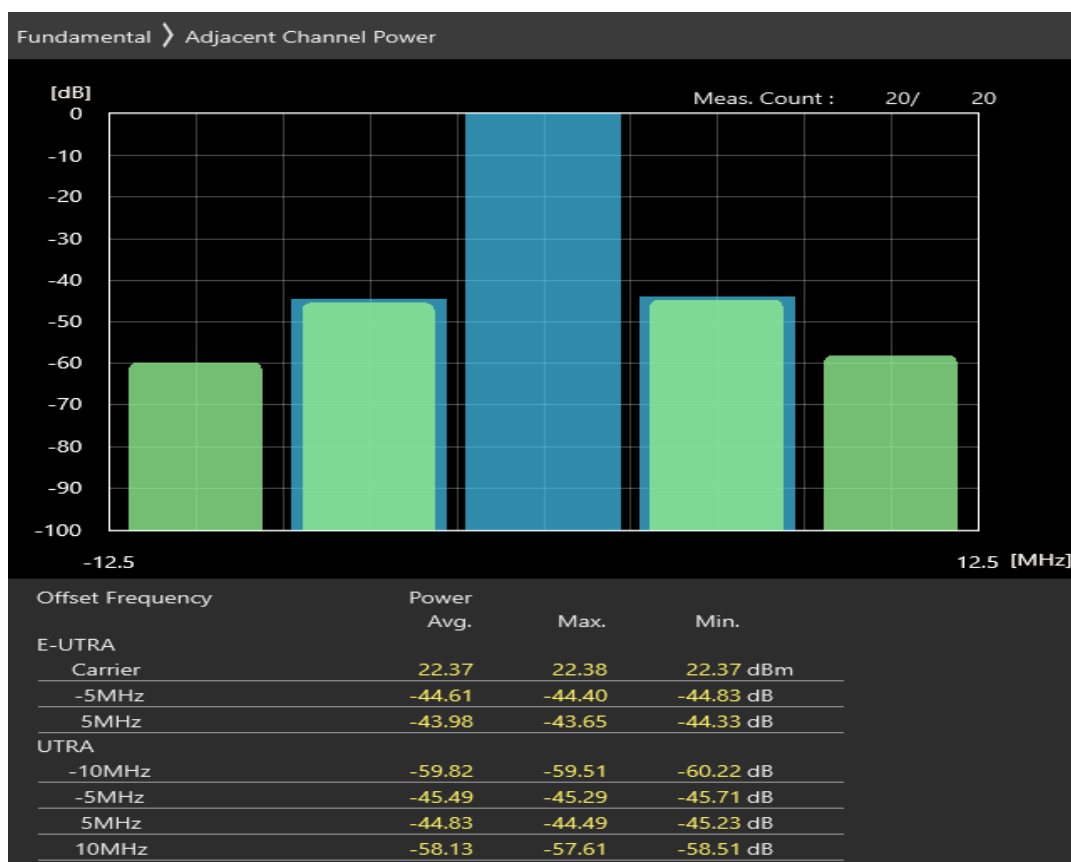 Fundamental ❯ Adjacent Channel Power
[dB]
Meas. Count : 20/ 20
0
-10
-20
-30
-40
-50
-60
-70
-80
-90
-100
-12.5 12.5 [MHz]
Offset Frequency Power
Avg. Max. Min.
E-UTRA
Carrier 22.37 22.38 22.37 dBm
-5MHz -44.61 -44.40 -44.83 dB
5MHz -43.98 -43.65 -44.33 dB
UTRA
-10MHz -59.82 -59.51 -60.22 dB
-5MHz -45.49 -45.29 -45.71 dB
5MHz -44.83 -44.49 -45.23 dB
10MHz -58.13 -57.61 -58.51 dB